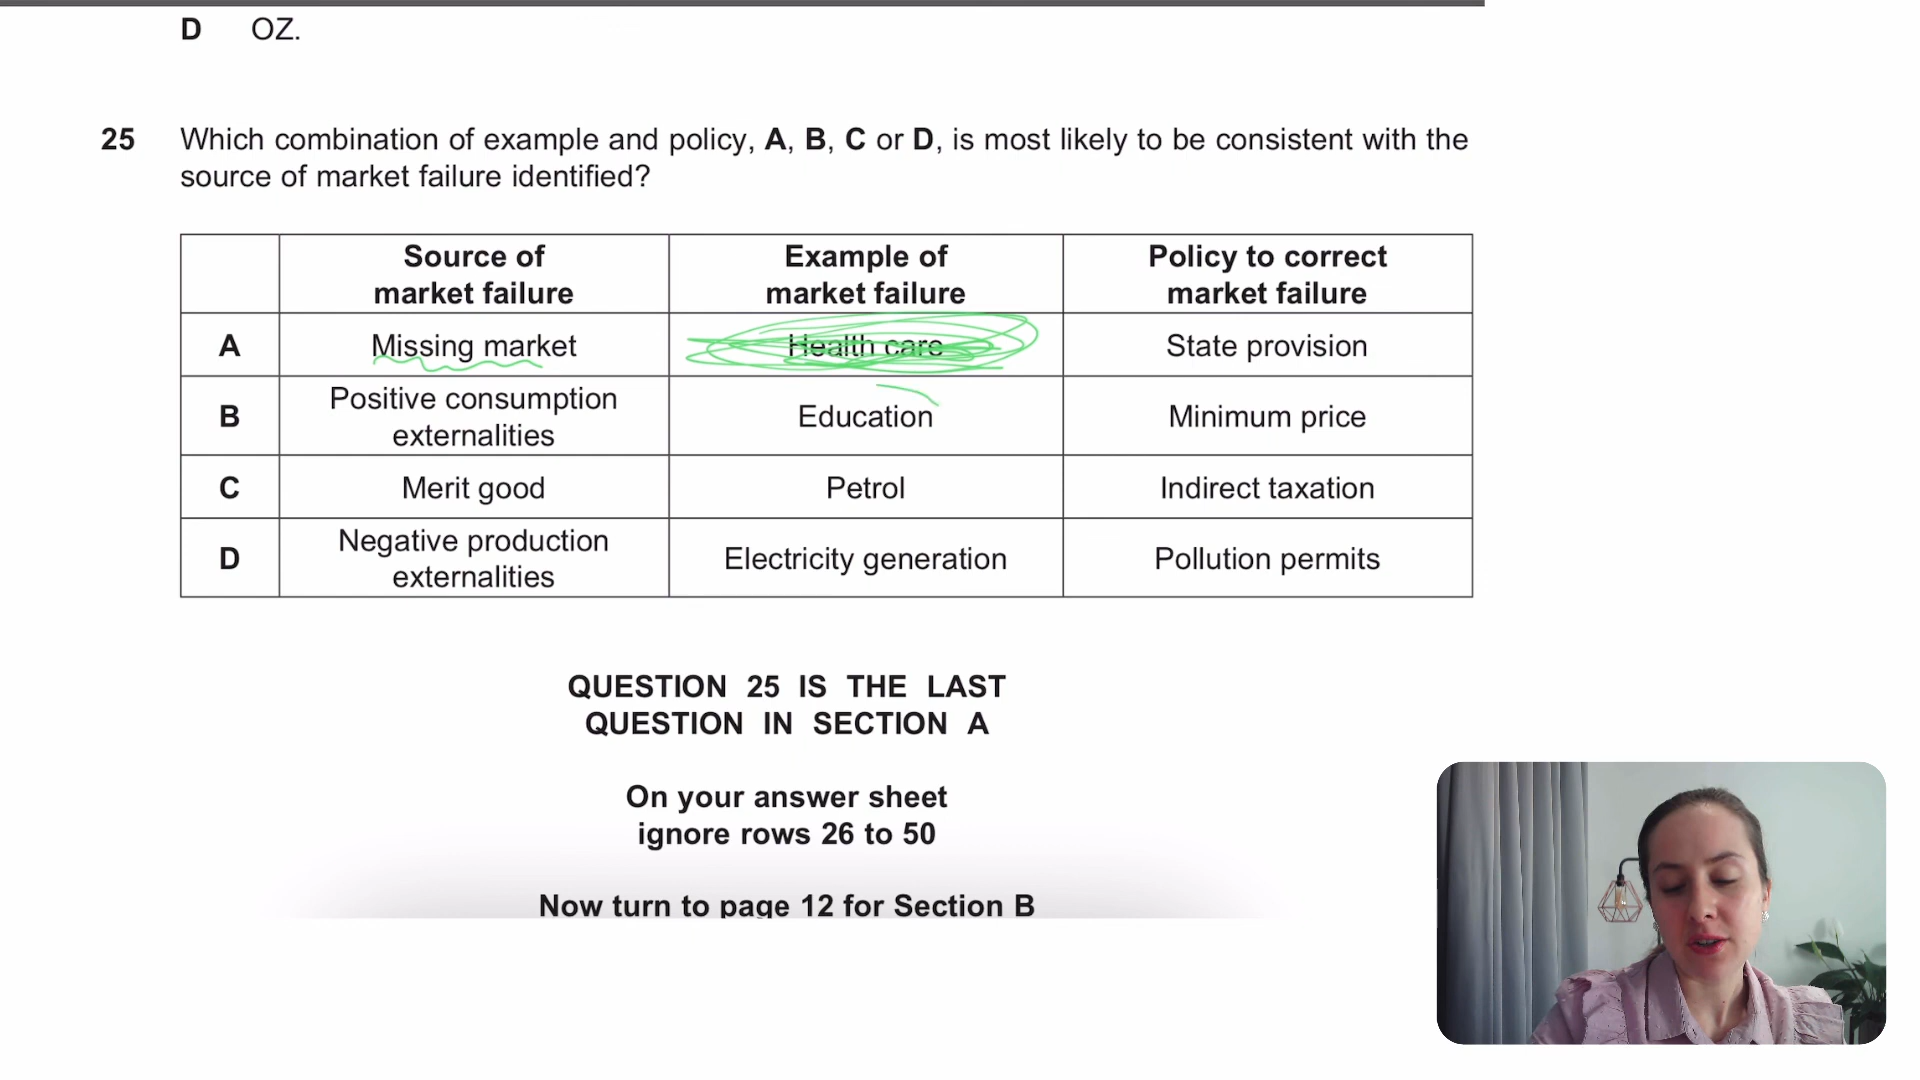 D OZ.
25 Which combination of example and policy, A, B, C or D, is most likely to be consistent with the
source of market failure identified?
Source of market failure Example of market failure Policy to correct market failure
A Missing market Health care State provision
B Positive consumption externalities Education Minimum price
C Merit good Petrol Indirect taxation
D Negative production externalities Electricity generation Pollution permits
QUESTION 25 IS THE LAST
QUESTION IN SECTION A
On your answer sheet
ignore rows 26 to 50
Now turn to page 12 for Section B